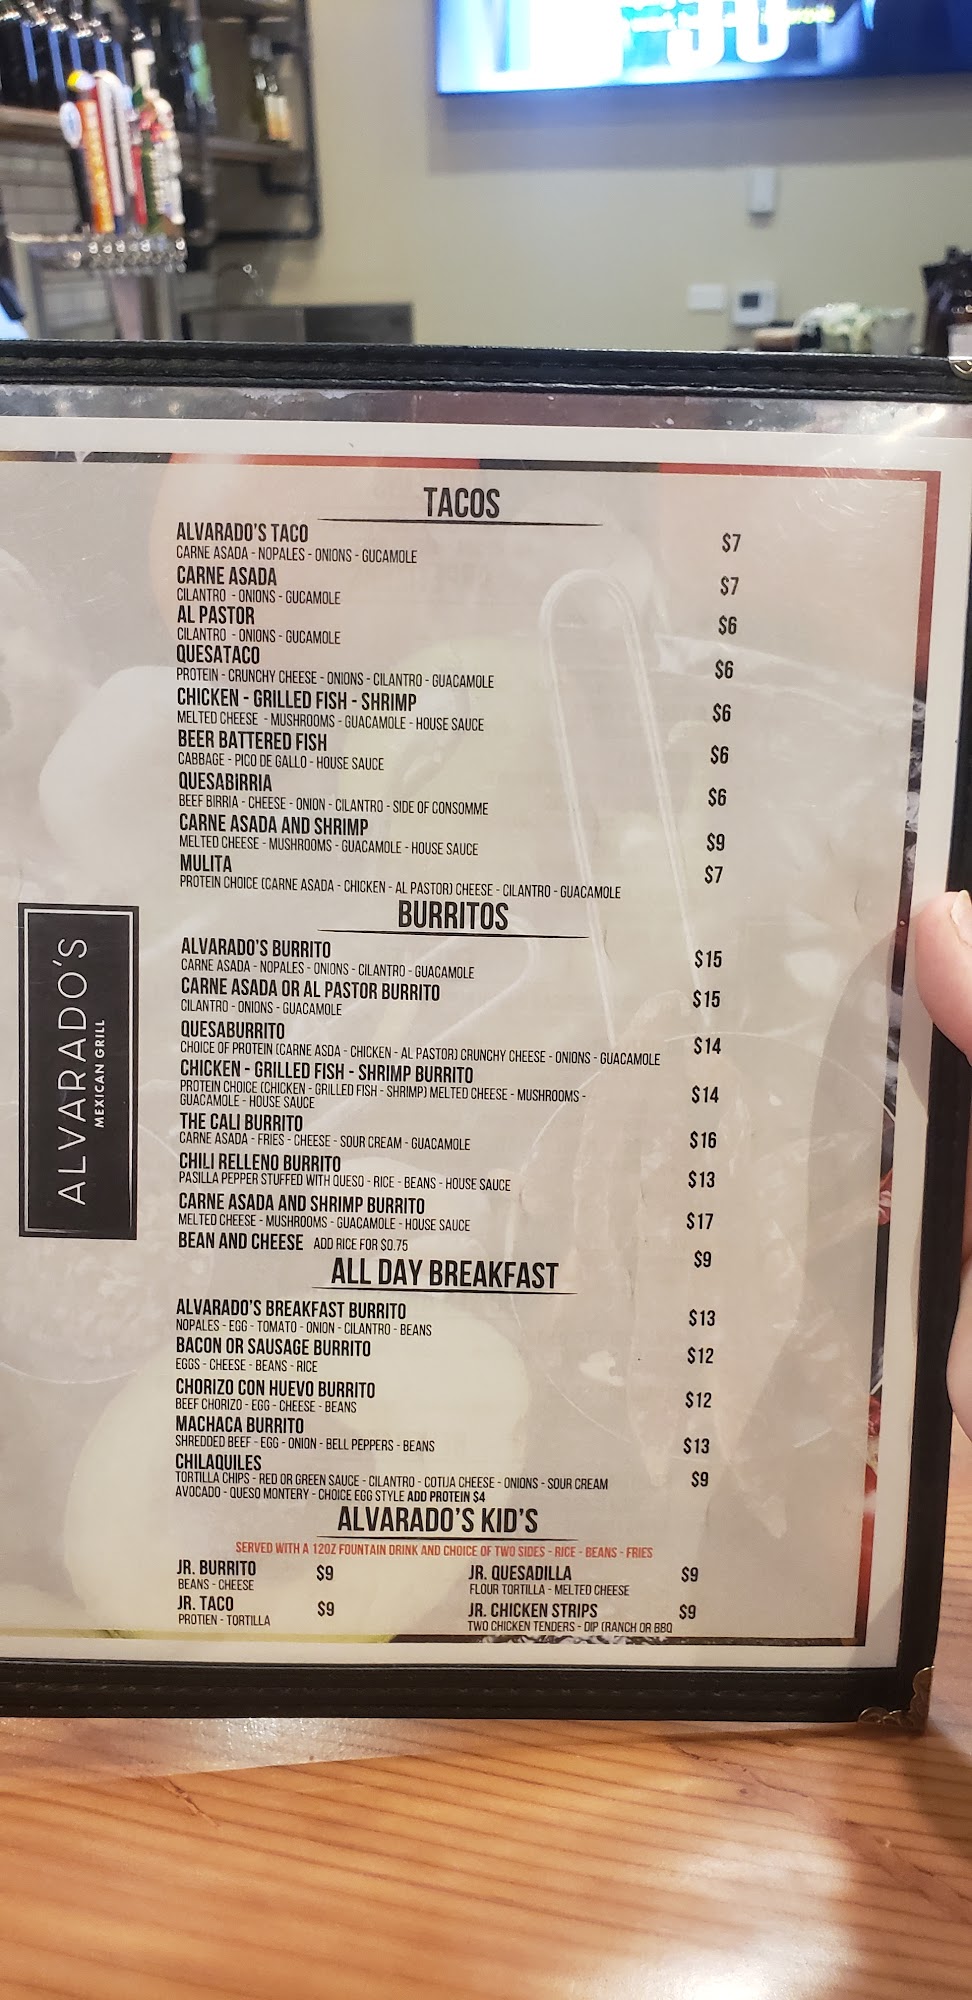 TACOS
ALVARADO'S TACO $7
CARNE ASADA - NOPALES - ONIONS - GUCAMOLE
CARNE ASADA $7
CILANTRO - ONIONS - GUCAMOLE
AL PASTOR $6
CILANTRO - ONIONS - GUCAMOLE
QUESATACO $6
PROTEIN - CRUNCHY CHEESE - ONIONS - CILANTRO - GUACAMOLE
CHICKEN - GRILLED FISH - SHRIMP $6
MELTED CHEESE - MUSHROOMS - GUACAMOLE - HOUSE SAUCE
BEER BATTERED FISH $6
CABBAGE - PICO DE GALLO - HOUSE SAUCE
QUESABIRRIA $6
BEEF BIRRIA - CHEESE - ONION - CILANTRO - SIDE OF CONSOMME
CARNE ASADA AND SHRIMP $9
MELTED CHEESE - MUSHROOMS - GUACAMOLE - HOUSE SAUCE
MULITA $7
PROTEIN CHOICE (CARNE ASADA - CHICKEN - AL PASTOR) CHEESE - CILANTRO - GUACAMOLE
BURRITOS
ALVARADO'S BURRITO $15
CARNE ASADA - NOPALES - ONIONS - CILANTRO - GUACAMOLE
CARNE ASADA OR AL PASTOR BURRITO $15
CILANTRO - ONIONS - GUACAMOLE
QUESABURRITO $14
CHOICE OF PROTEIN (CARNE ASDA - CHICKEN - AL PASTOR) CRUNCHY CHEESE - ONIONS - GUACAMOLE
CHICKEN - GRILLED FISH - SHRIMP BURRITO $14
PROTEIN CHOICE (CHICKEN - GRILLED FISH - SHRIMP) MELTED CHEESE - MUSHROOMS -
GUACAMOLE - HOUSE SAUCE
THE CALI BURRITO $16
CARNE ASADA - FRIES - CHEESE - SOUR CREAM - GUACAMOLE
CHILI RELLENO BURRITO $13
PASILLA PEPPER STUFFED WITH QUESO - RICE - BEANS - HOUSE SAUCE
CARNE ASADA AND SHRIMP BURRITO $17
MELTED CHEESE - MUSHROOMS - GUACAMOLE - HOUSE SAUCE
BEAN AND CHEESE ADD RICE FOR $0.75 $9
ALL DAY BREAKFAST
ALVARADO'S BREAKFAST BURRITO $13
NOPALES - EGG - TOMATO - ONION - CILANTRO - BEANS
BACON OR SAUSAGE BURRITO $12
EGGS - CHEESE - BEANS - RICE
CHORIZO CON HUEVO BURRITO $12
BEEF CHORIZO - EGG - CHEESE - BEANS
MACHACA BURRITO $13
SHREDDED BEEF - EGG - ONION - BELL PEPPERS - BEANS
CHILAQUILES $9
TORTILLA CHIPS - RED OR GREEN SAUCE - CILANTRO - COTIJA CHEESE - ONIONS - SOUR CREAM
AVOCADO - QUESO MONTERY - CHOICE EGG STYLE ADD PROTEIN $4
ALVARADO'S KID'S
SERVED WITH A 12OZ FOUNTAIN DRINK AND CHOICE OF TWO SIDES - RICE - BEANS - FRIES
JR. BURRITO $9 JR. QUESADILLA $9
BEANS - CHEESE FLOUR TORTILLA - MELTED CHEESE
JR. TACO $9 JR. CHICKEN STRIPS $9
PROTIEN - TORTILLA TWO CHICKEN TENDERS - DIP (RANCH OR BBQ
ALVARADO'S
MEXICAN GRILL